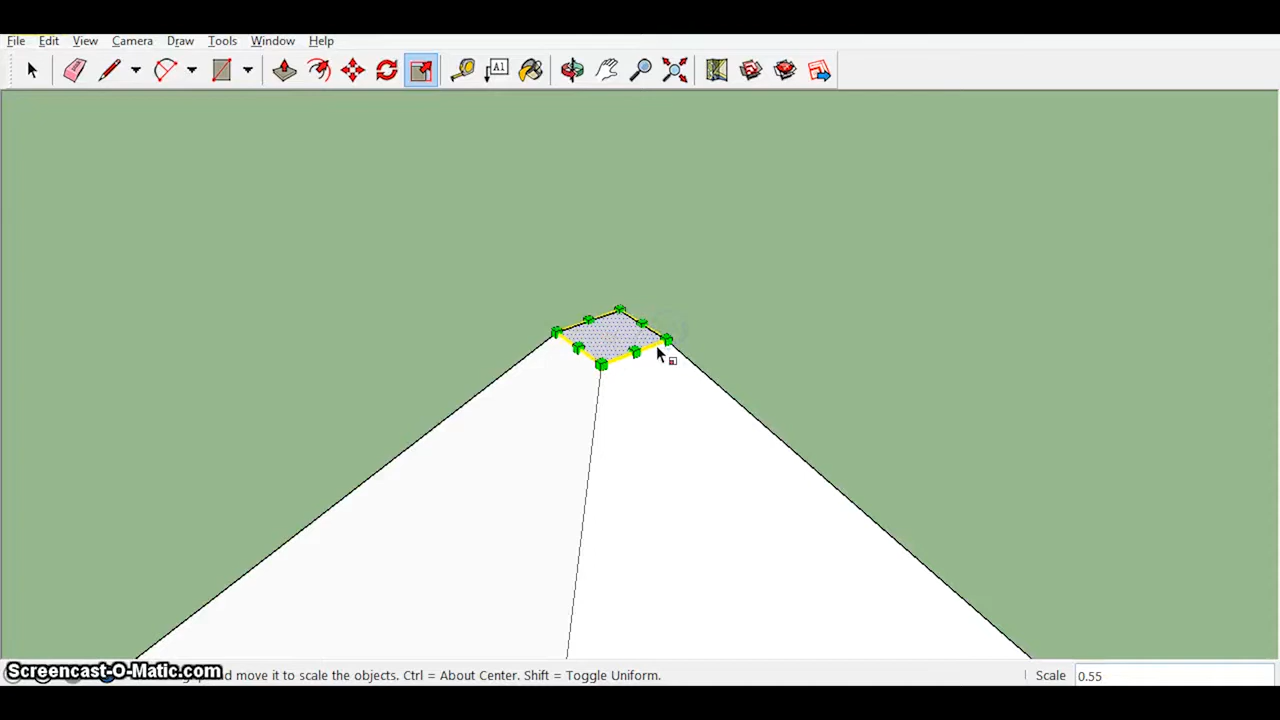 File Edit View Camera Draw Tools Window Help
A1
Screencast-O-Matic.com d move it to scale the objects. Ctrl = About Center. Shift = Toggle Uniform. Scale 0.55